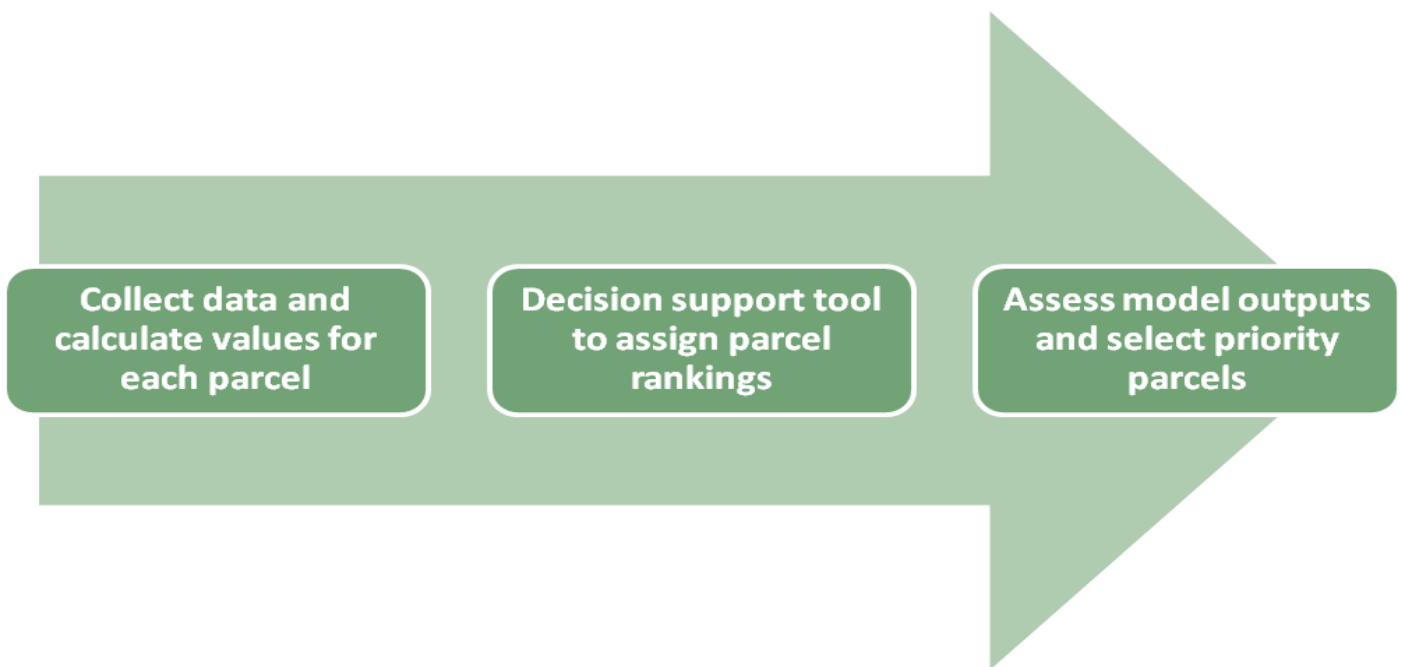 Collect data and
calculate values for
each parcel
Decision support tool
to assign parcel
rankings
Assess model outputs
and select priority
parcels